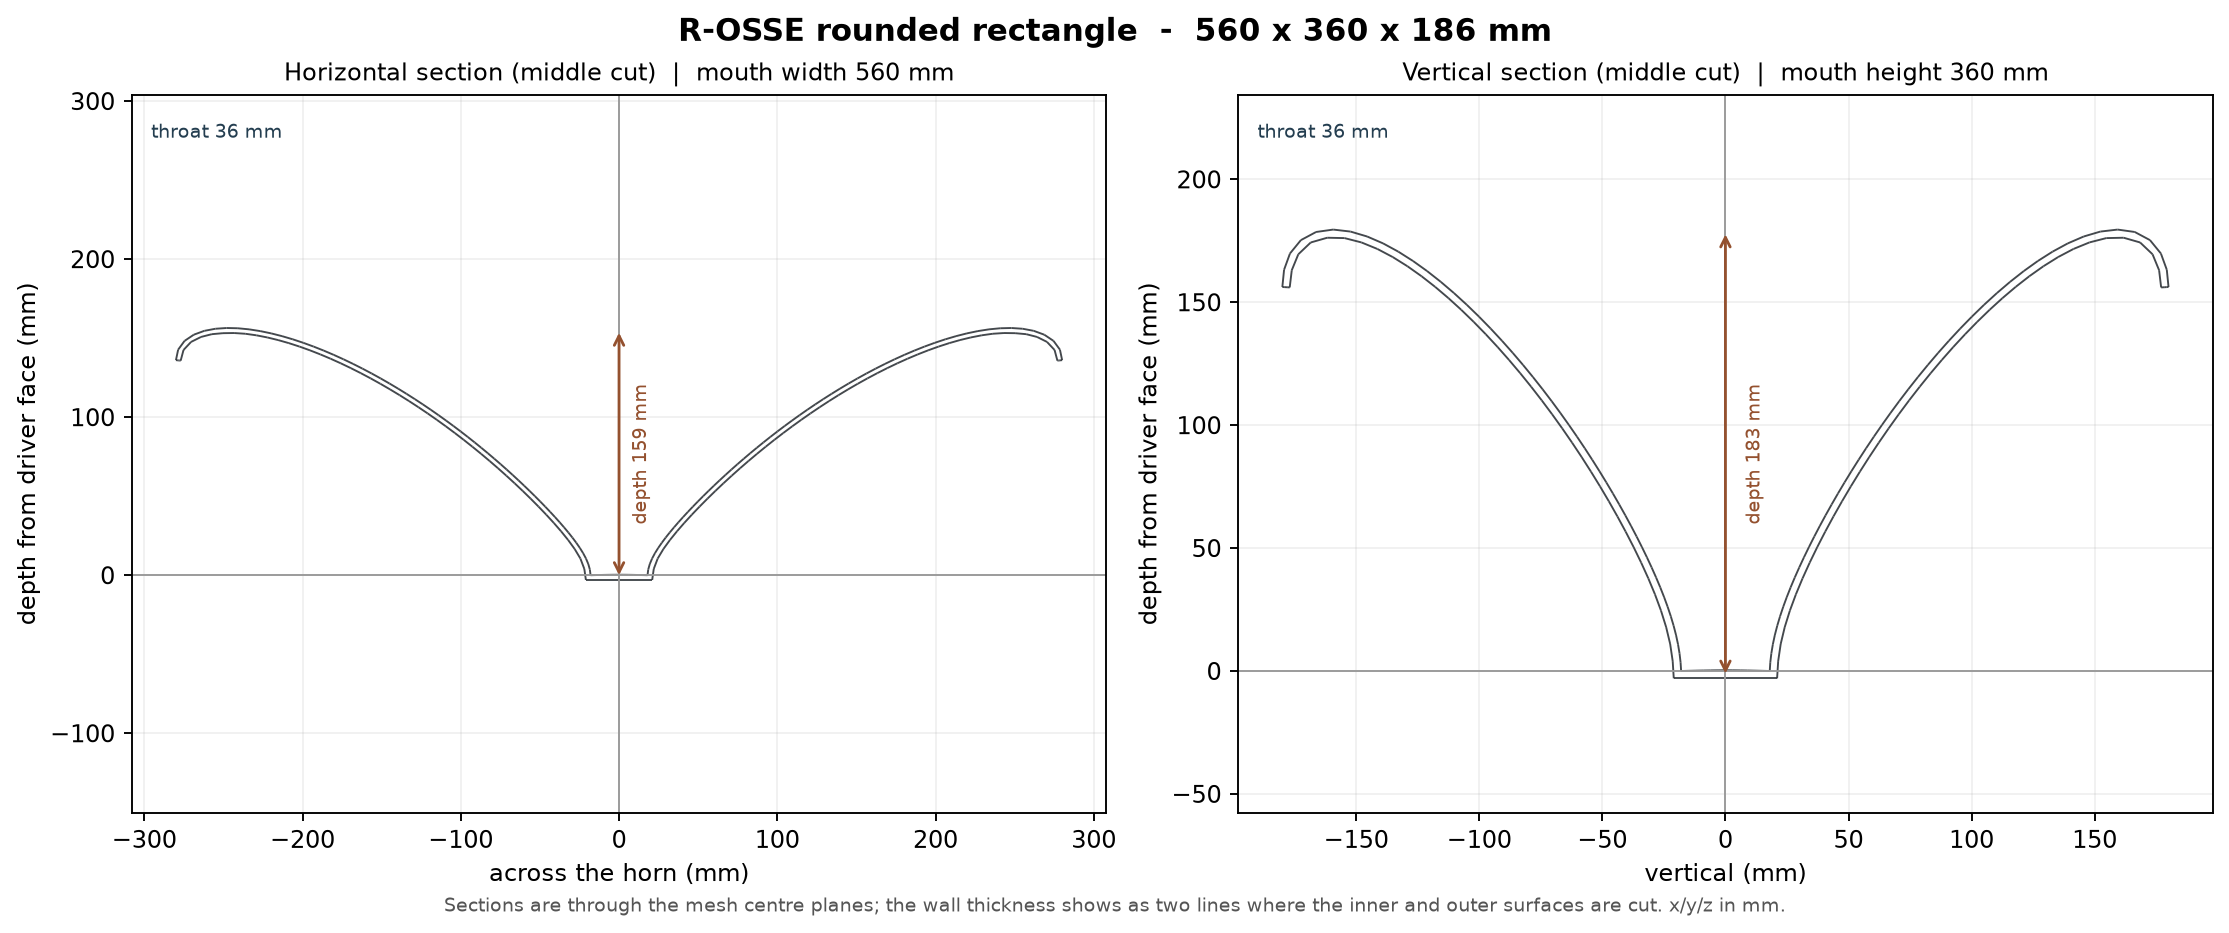 R-OSSE rounded rectangle - 560 x 360 x 186 mm
Horizontal section (middle cut) | mouth width 560 mm
throat 36 mm
depth 159 mm
depth from driver face (mm)
300
200
100
0
−100
−300
−200
−100
0
100
200
300
across the horn (mm)
Vertical section (middle cut) | mouth height 360 mm
throat 36 mm
depth 183 mm
depth from driver face (mm)
200
150
100
50
0
−50
−150
−100
−50
0
50
100
150
vertical (mm)
Sections are through the mesh centre planes; the wall thickness shows as two lines where the inner and outer surfaces are cut. x/y/z in mm.